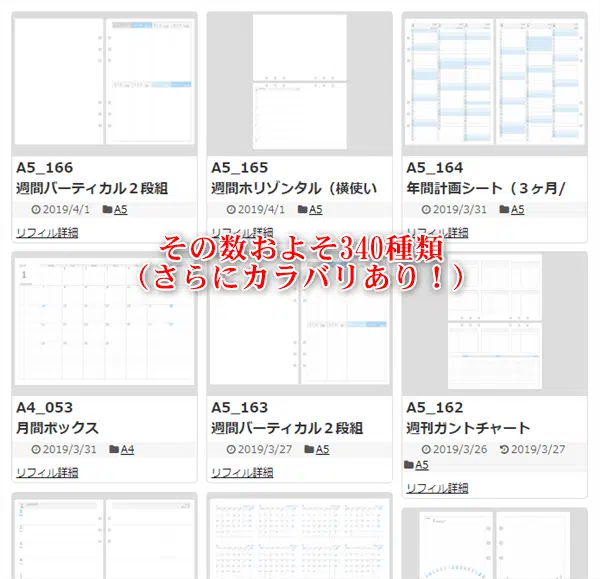 A5_166
週間バーティカル２段組
2019/4/1 A5
リフィル詳細
A5_165
週間ホリゾンタル（横使い
2019/4/1 A5
リフィル詳細
A5_164
年間計画シート（３ヶ月/
2019/3/31 A5
リフィル詳細
その数およそ340種類
（さらにカラバリあり！）
A4_053
月間ボックス
2019/3/31 A4
リフィル詳細
A5_163
週間バーティカル２段組
2019/3/27 A5
リフィル詳細
A5_162
週刊ガントチャート
2019/3/26 2019/3/27
A5
リフィル詳細